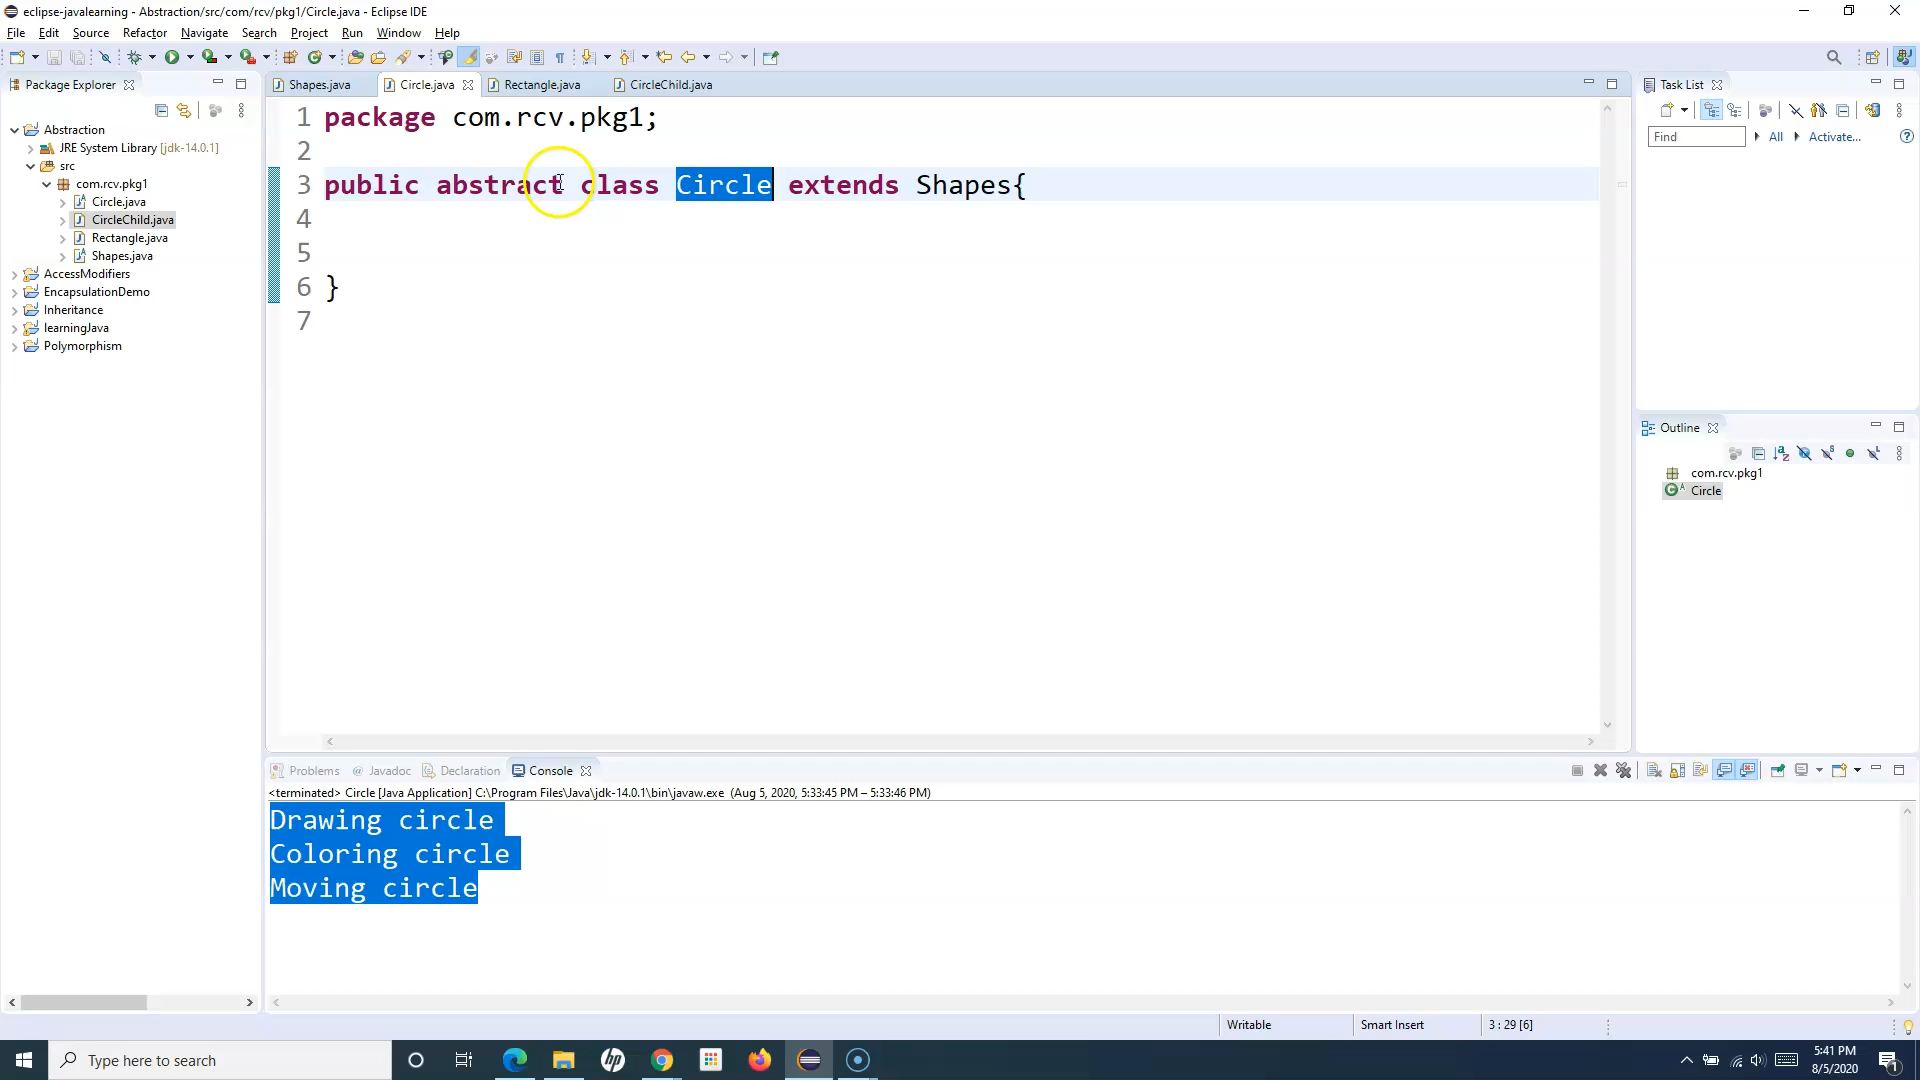 eclipse-javalearning - Abstraction/src/com/rcv/pkg1/Circle.java - Eclipse IDE
File Edit Source Refactor Navigate Search Project Run Window Help
Package Explorer
Abstraction
JRE System Library [jdk-14.0.1]
src
com.rcv.pkg1
Circle.java
CircleChild.java
Rectangle.java
Shapes.java
AccessModifiers
EncapsulationDemo
Inheritance
learningJava
Polymorphism
Shapes.java Circle.java Rectangle.java CircleChild.java
1 package com.rcv.pkg1;
2
3 public abstract class Circle extends Shapes{
4
5
6 }
7
Task List
Find All Activate...
Outline
com.rcv.pkg1
Circle
Problems Javadoc Declaration Console
<terminated> Circle [Java Application] C:\Program Files\Java\jdk-14.0.1\bin\javaw.exe (Aug 5, 2020, 5:33:45 PM – 5:33:46 PM)
Drawing circle
Coloring circle
Moving circle
Writable Smart Insert 3 : 29 [6]
Type here to search
5:41 PM
8/5/2020